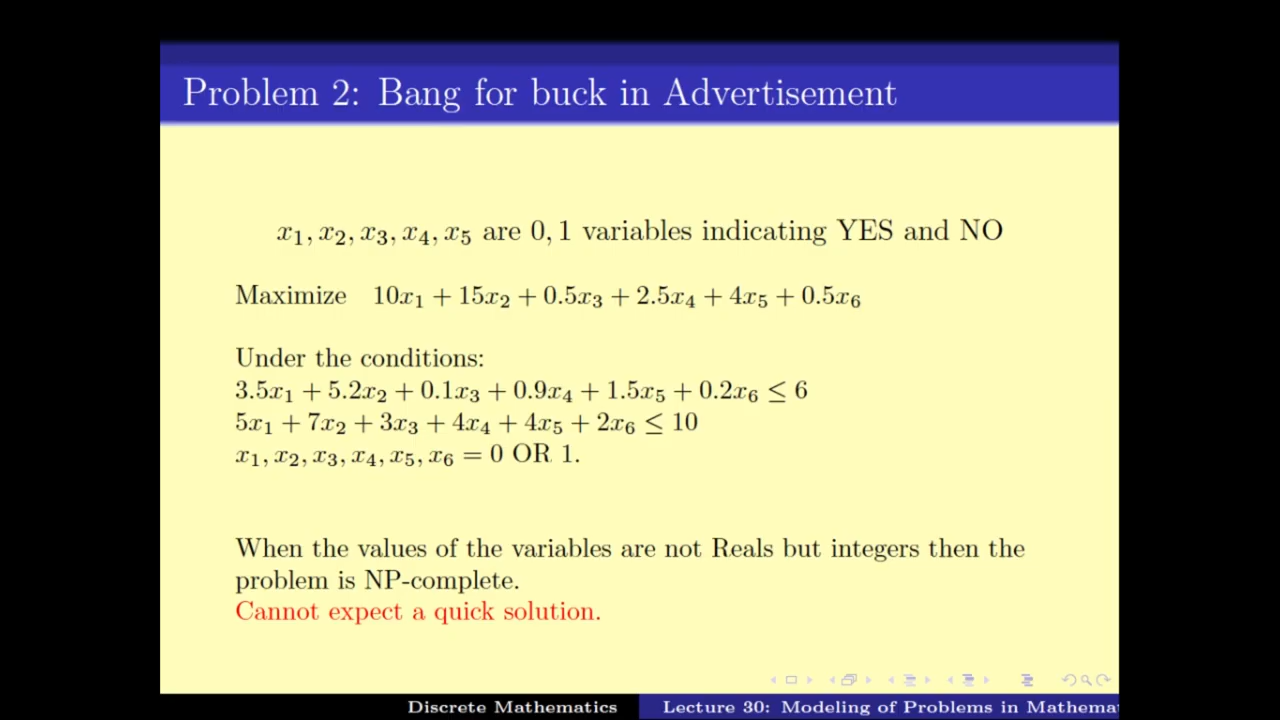 Problem 2: Bang for buck in Advertisement
x₁, x₂, x₃, x₄, x₅ are 0, 1 variables indicating YES and NO
Maximize 10x₁ + 15x₂ + 0.5x₃ + 2.5x₄ + 4x₅ + 0.5x₆
Under the conditions:
3.5x₁ + 5.2x₂ + 0.1x₃ + 0.9x₄ + 1.5x₅ + 0.2x₆ ≤ 6
5x₁ + 7x₂ + 3x₃ + 4x₄ + 4x₅ + 2x₆ ≤ 10
x₁, x₂, x₃, x₄, x₅, x₆ = 0 OR 1.
When the values of the variables are not Reals but integers then the
problem is NP-complete.
Cannot expect a quick solution.
Discrete Mathematics Lecture 30: Modeling of Problems in Mathema